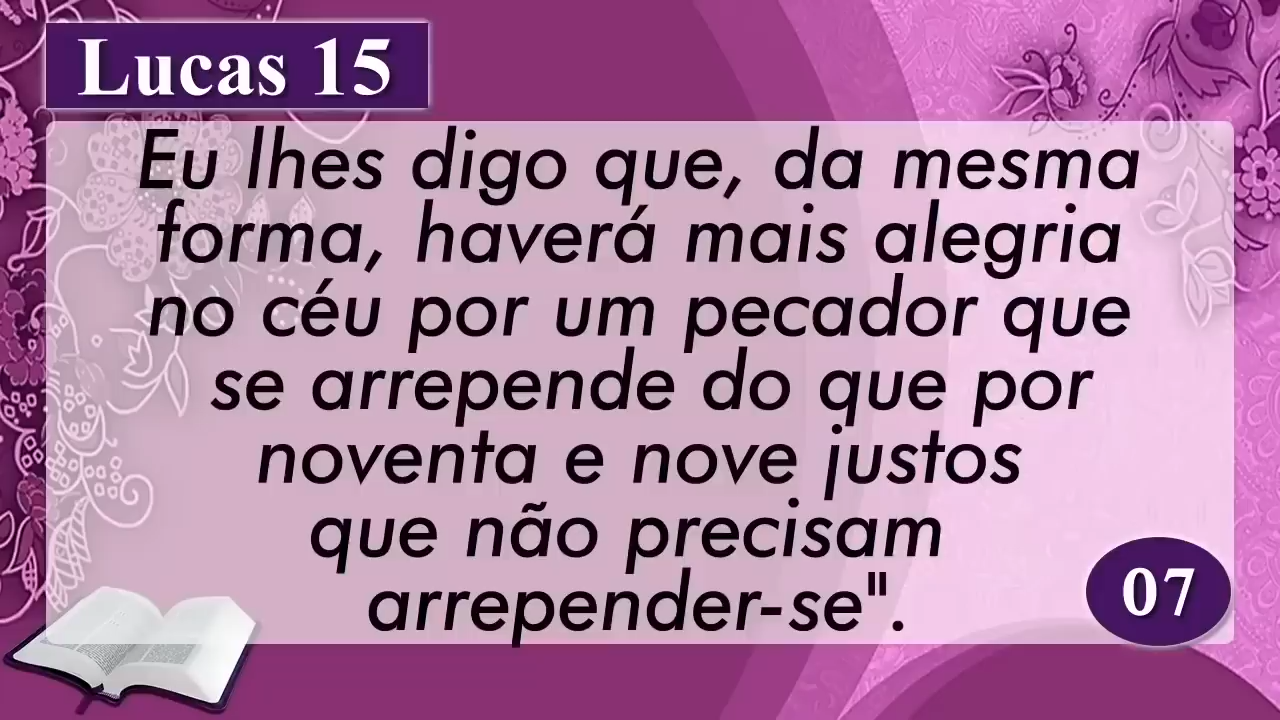 Lucas 15
Eu lhes digo que, da mesma
forma, haverá mais alegria
no céu por um pecador que
se arrepende do que por
noventa e nove justos
que não precisam
arrepender-se".
07